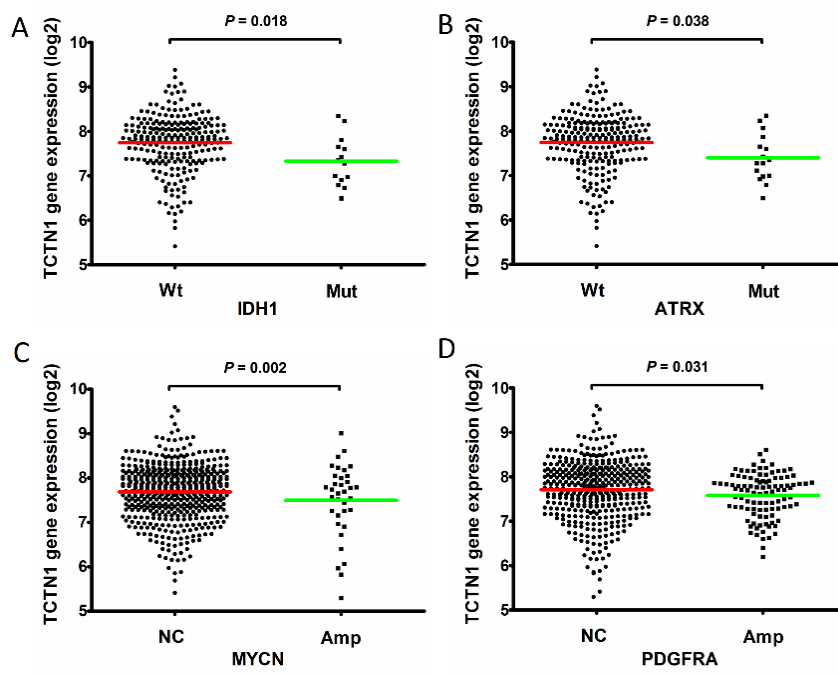 A
P = 0.018
TCTN1 gene expression (log2)
10
9
8
7
6
5
Wt
Mut
IDH1
B
P = 0.038
TCTN1 gene expression (log2)
10
9
8
7
6
5
Wt
Mut
ATRX
C
P = 0.002
TCTN1 gene expression (log2)
10
9
8
7
6
5
NC
Amp
MYCN
D
P = 0.031
TCTN1 gene expression (log2)
10
9
8
7
6
5
NC
Amp
PDGFRA